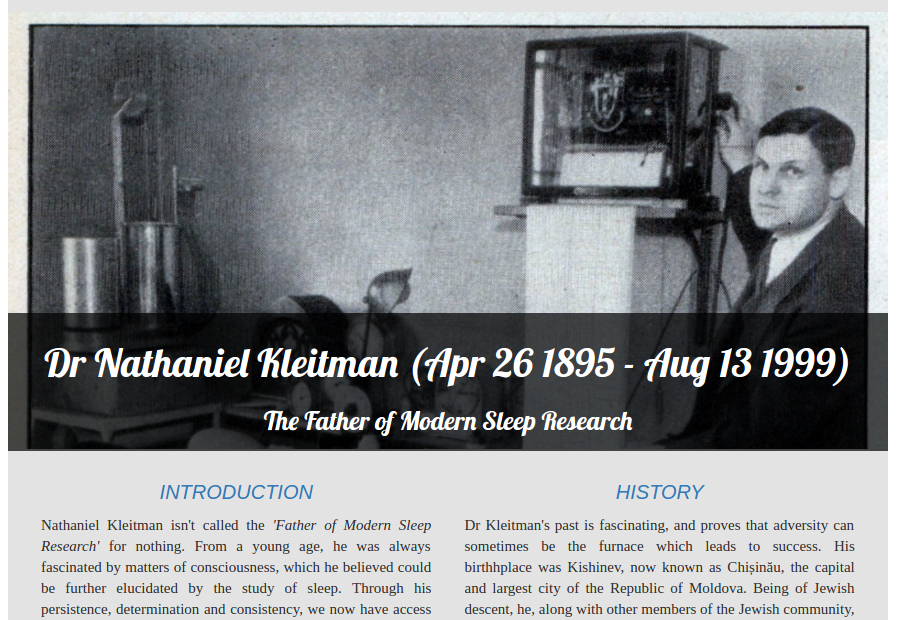 Dr Nathaniel Kleitman (Apr 26 1895 - Aug 13 1999)
The Father of Modern Sleep Research
INTRODUCTION
Nathaniel Kleitman isn't called the 'Father of Modern Sleep
Research' for nothing. From a young age, he was always
fascinated by matters of consciousness, which he believed could
be further elucidated by the study of sleep. Through his
persistence, determination and consistency, we now have access
HISTORY
Dr Kleitman's past is fascinating, and proves that adversity can
sometimes be the furnace which leads to success. His
birthhplace was Kishinev, now known as Chișinău, the capital
and largest city of the Republic of Moldova. Being of Jewish
descent, he, along with other members of the Jewish community,